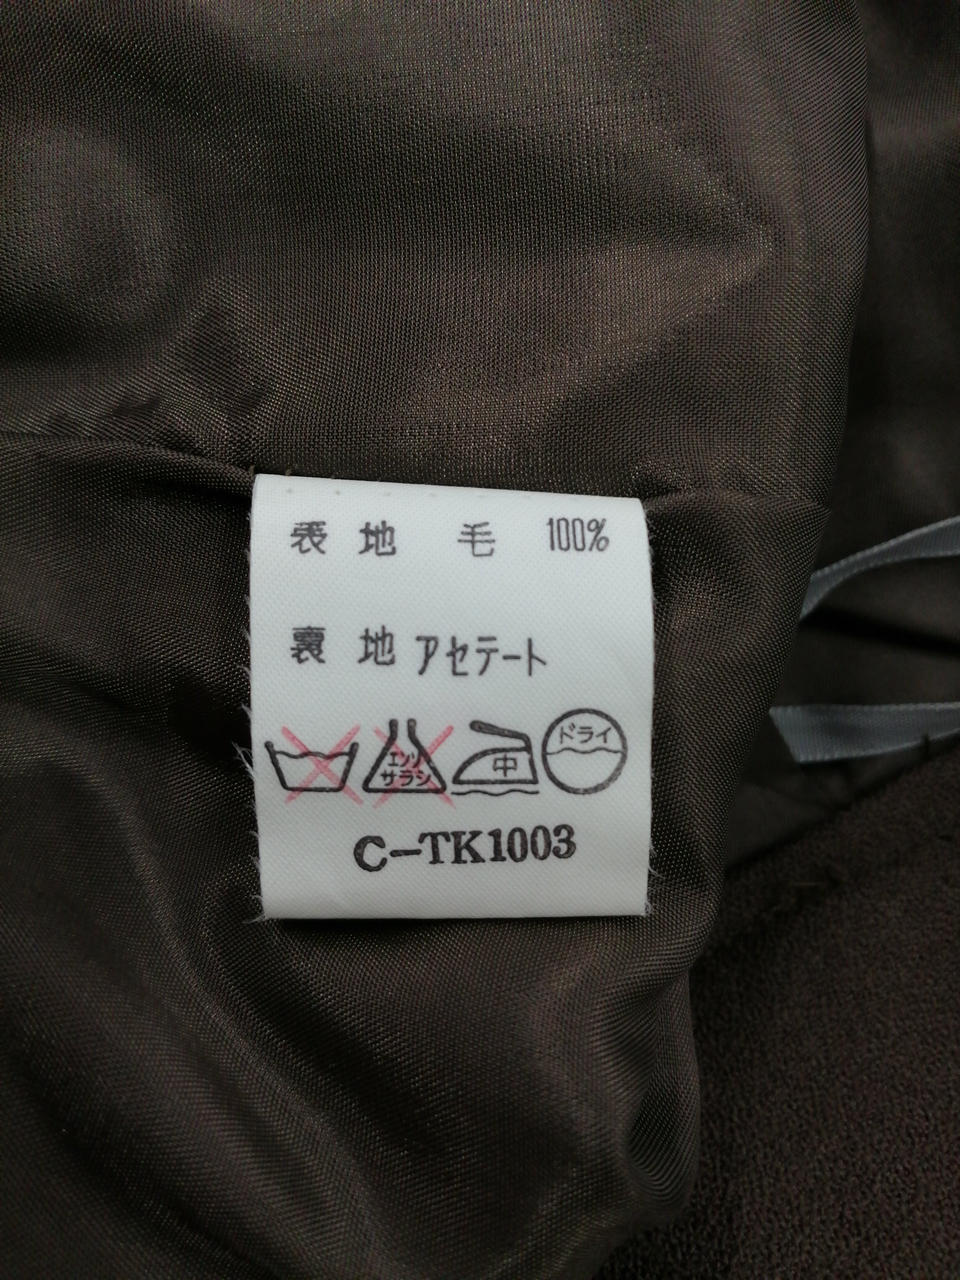 表地 毛 100%
裏地 アセテート
エンソ サラシ 中 ドライ
C-TK1003